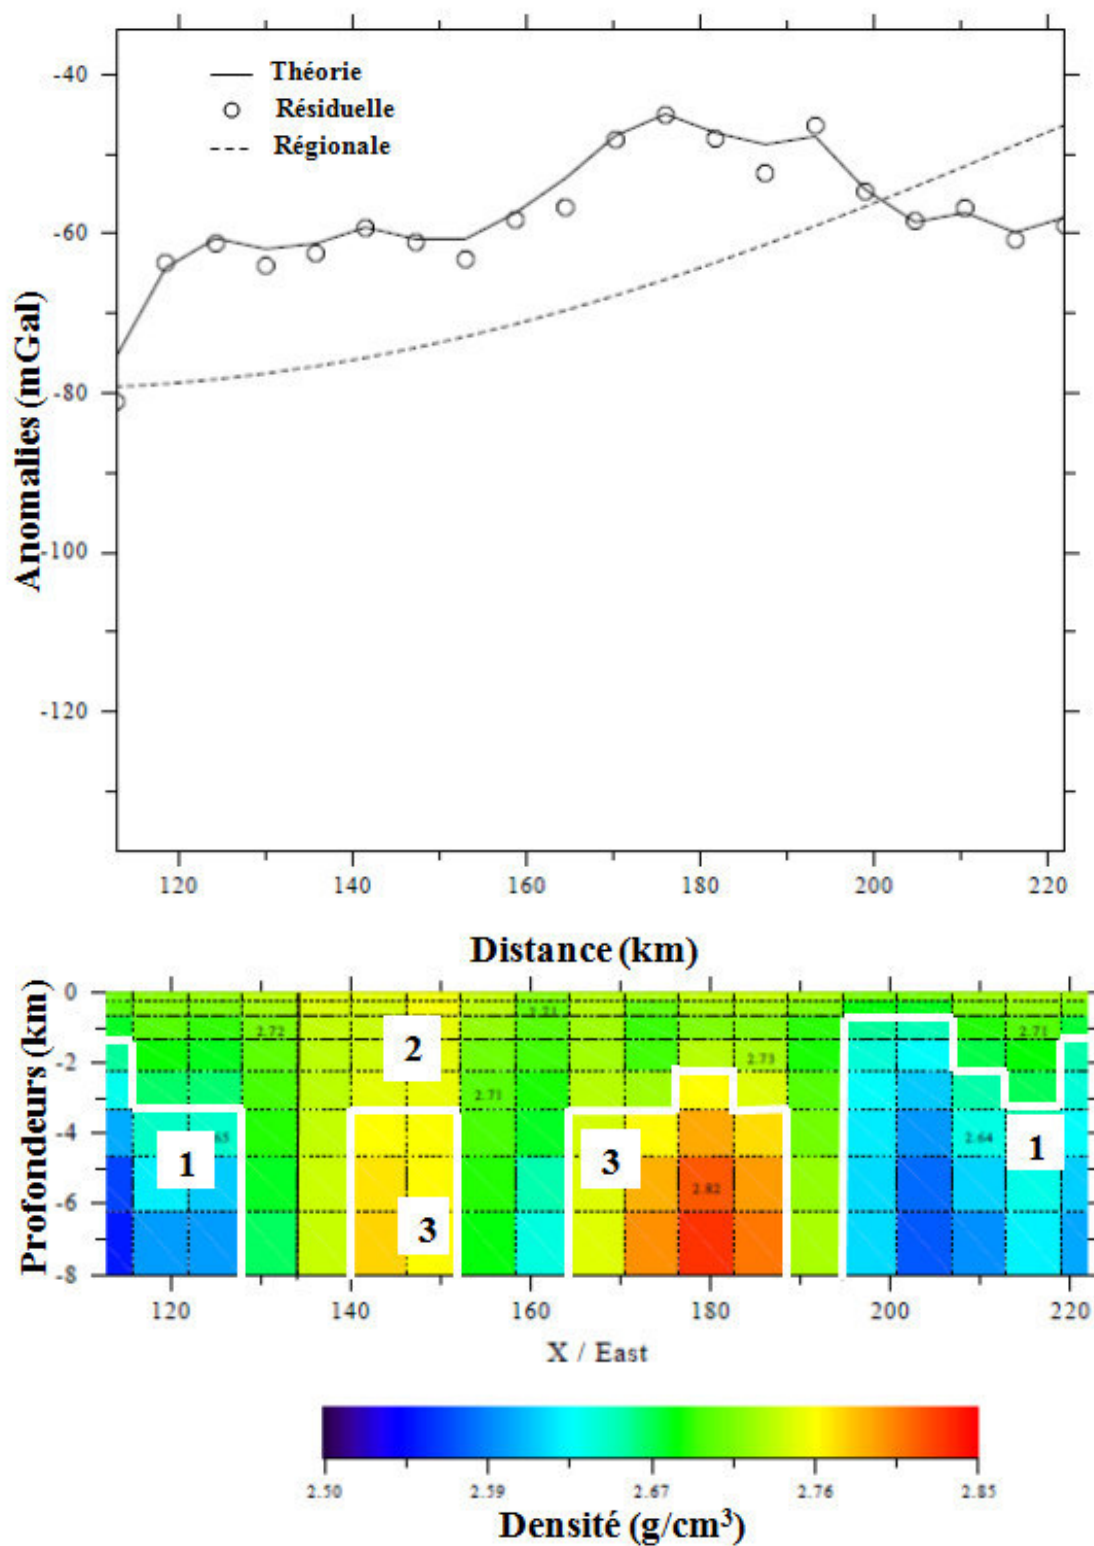 -40
-60
-80
-100
-120
Théorie
Résiduelle
Régionale
Anomalies (mGal)
120 140 160 180 200 220
Distance (km)
Profondeurs (km)
0
-2
-4
-6
-8
2.72
2.71
2.73
2.71
2
1
3
3
2.82
2.64
1
120 140 160 180 200 220
X / East
2.50 2.59 2.67 2.76 2.85
Densité (g/cm³)